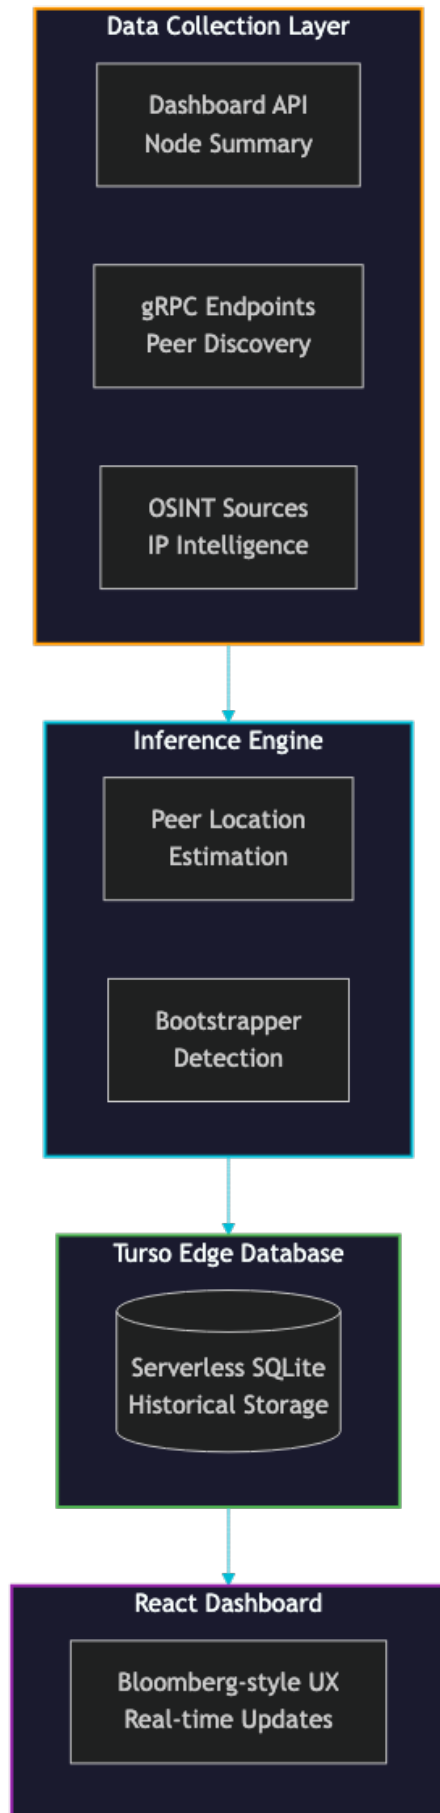 Data Collection Layer
Dashboard API
Node Summary
gRPC Endpoints
Peer Discovery
OSINT Sources
IP Intelligence
Inference Engine
Peer Location
Estimation
Bootstrapper
Detection
Turso Edge Database
Serverless SQLite
Historical Storage
React Dashboard
Bloomberg-style UX
Real-time Updates